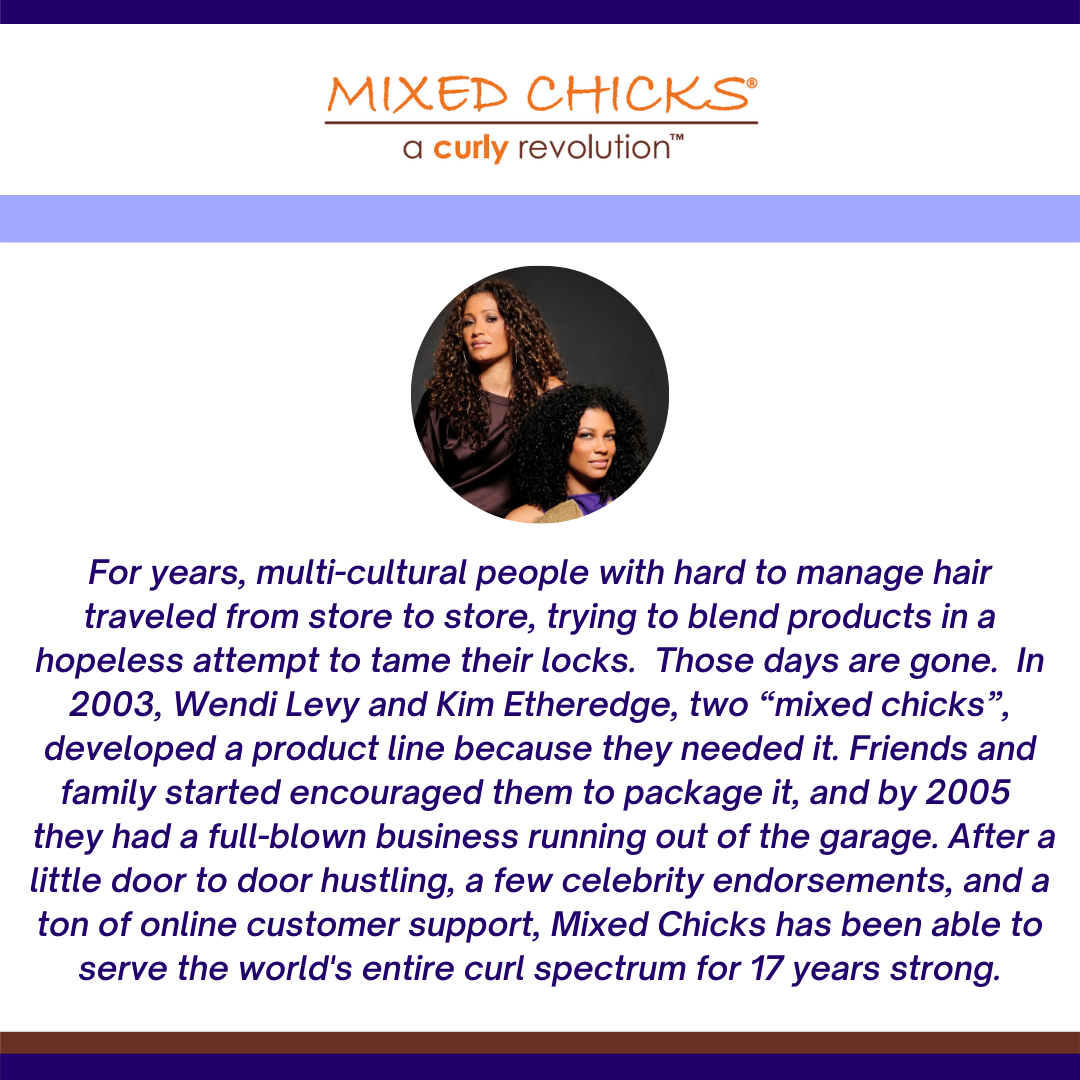 MIXED CHICKS®
a curly revolution™
For years, multi-cultural people with hard to manage hair
traveled from store to store, trying to blend products in a
hopeless attempt to tame their locks.  Those days are gone.  In
2003, Wendi Levy and Kim Etheredge, two “mixed chicks”,
developed a product line because they needed it. Friends and
family started encouraged them to package it, and by 2005
they had a full-blown business running out of the garage. After a
little door to door hustling, a few celebrity endorsements, and a
ton of online customer support, Mixed Chicks has been able to
serve the world's entire curl spectrum for 17 years strong.